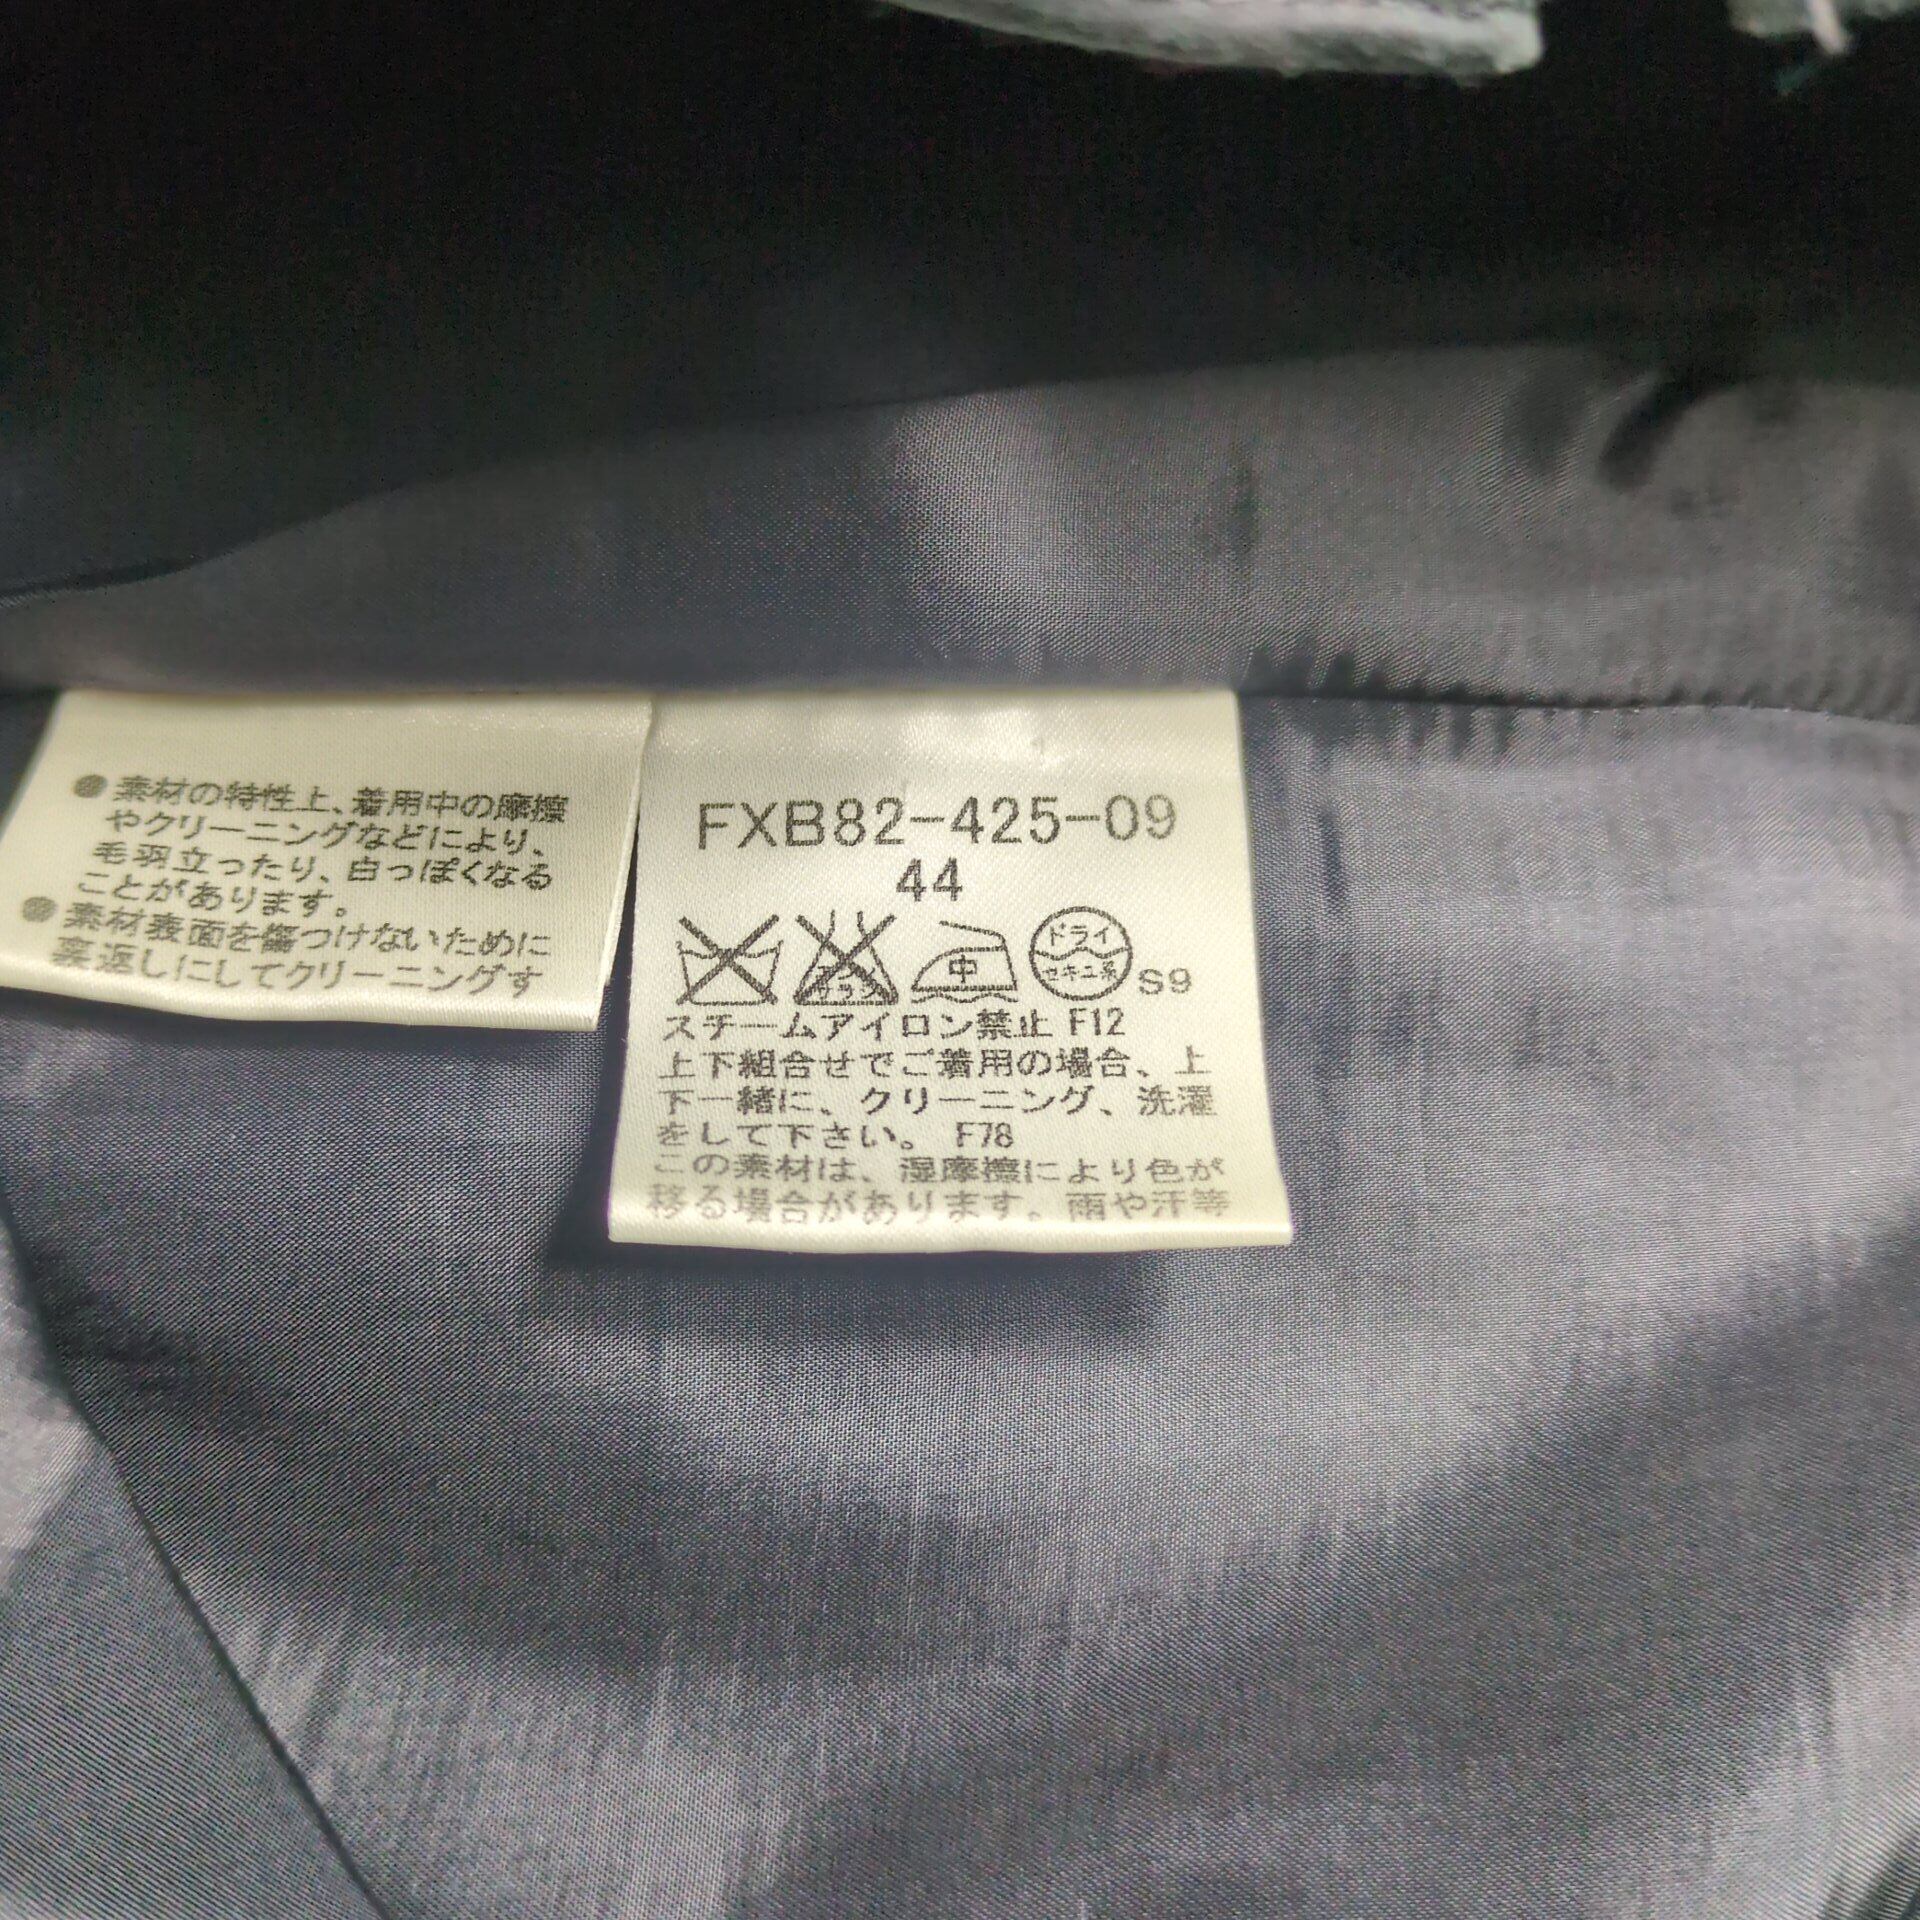 ● 素材の特性上、着用中の摩擦
やクリーニングなどにより、
毛羽立ったり、白っぽくなる
ことがあります。
● 素材表面を傷つけないために
裏返しにしてクリーニングす
FXB82-425-09
44
エンソ
サラシ
中
ドライ
セキユ系
S9
スチームアイロン禁止 F12
上下組合せでご着用の場合、上
下一緒に、クリーニング、洗濯
をして下さい。 F78
この素材は、湿摩擦により色が
移る場合があります。雨や汗等